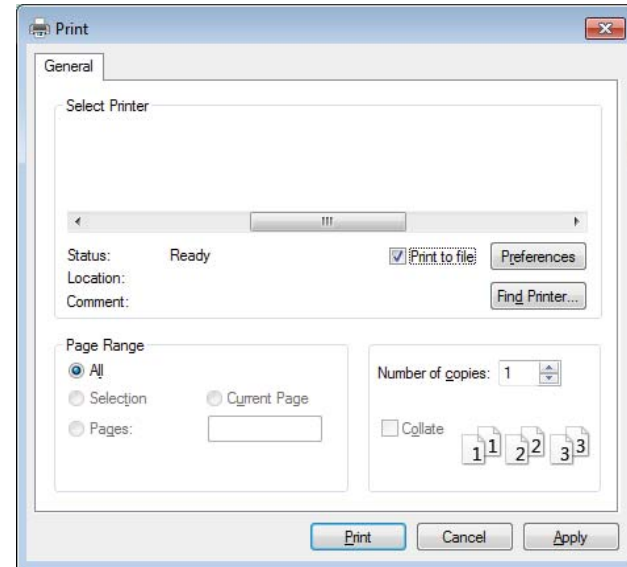 Print
General
Select Printer
Status: Ready
Print to file
Preferences
Location:
Comment:
Find Printer...
Page Range
All
Selection
Current Page
Pages:
Number of copies: 1
Collate
1 1 2 2 3 3
Print
Cancel
Apply